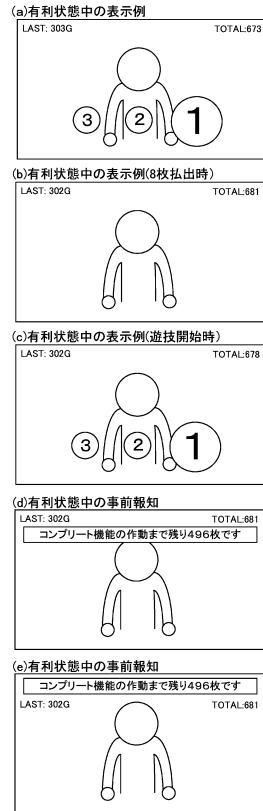 (a)有利状態中の表示例
LAST: 303G TOTAL:673
3 2 1
(b)有利状態中の表示例(8枚払出時)
LAST: 302G TOTAL:681
(c)有利状態中の表示例(遊技開始時)
LAST: 302G TOTAL:678
3 2 1
(d)有利状態中の事前報知
LAST: 302G TOTAL:681
コンプリート機能の作動まで残り496枚です
(e)有利状態中の事前報知
コンプリート機能の作動まで残り496枚です
LAST: 302G TOTAL:681